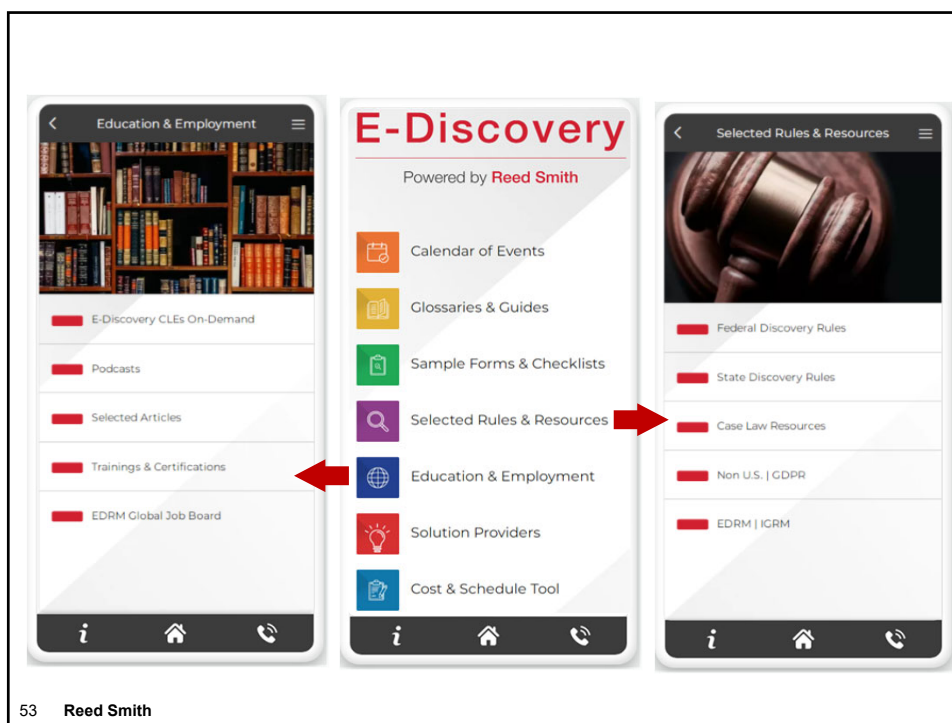 Education & Employment
E-Discovery CLEs On-Demand
Podcasts
Selected Articles
Trainings & Certifications
EDRM Global Job Board
i
E-Discovery
Powered by Reed Smith
Calendar of Events
Glossaries & Guides
Sample Forms & Checklists
Selected Rules & Resources
Education & Employment
Solution Providers
Cost & Schedule Tool
i
Selected Rules & Resources
Federal Discovery Rules
State Discovery Rules
Case Law Resources
Non U.S. | GDPR
EDRM | IGRM
i
53 Reed Smith